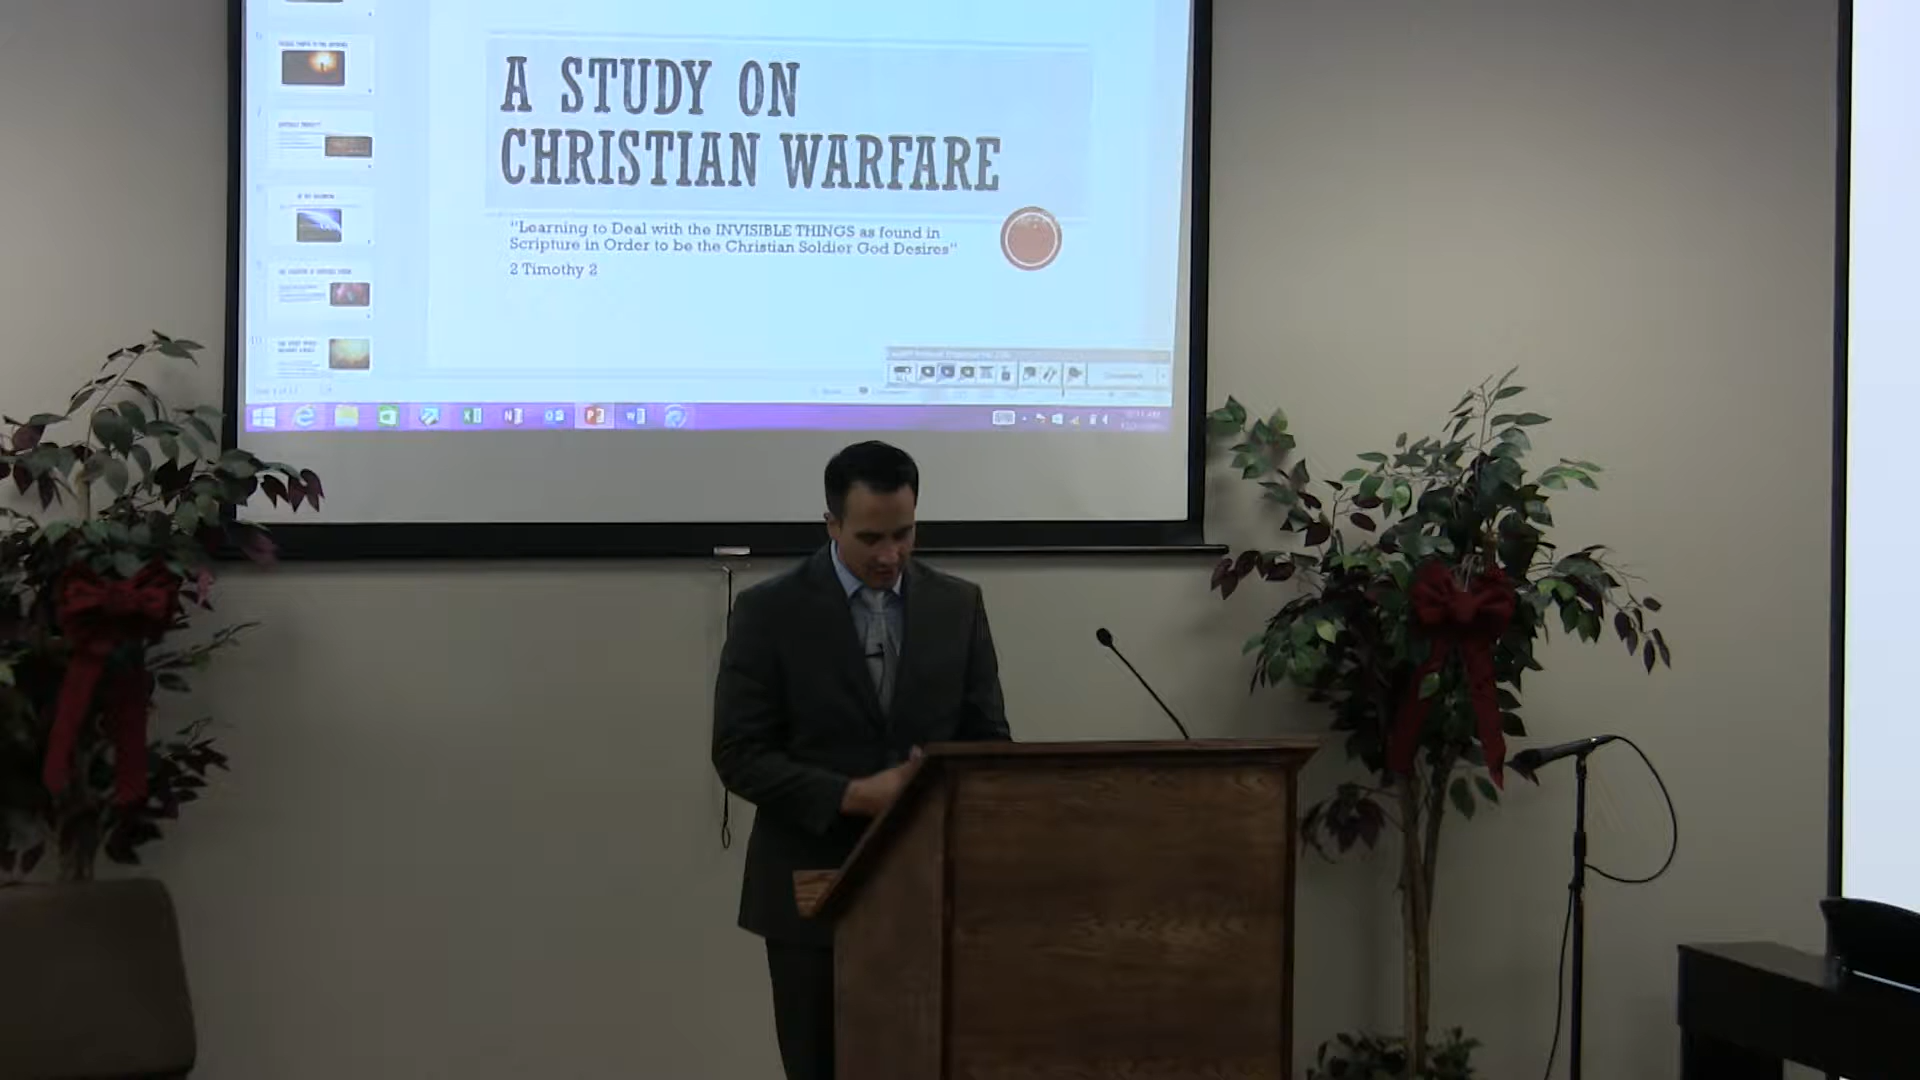 A STUDY ON
CHRISTIAN WARFARE
"Learning to Deal with the INVISIBLE THINGS as found in
Scripture in Order to be the Christian Soldier God Desires"
2 Timothy 2